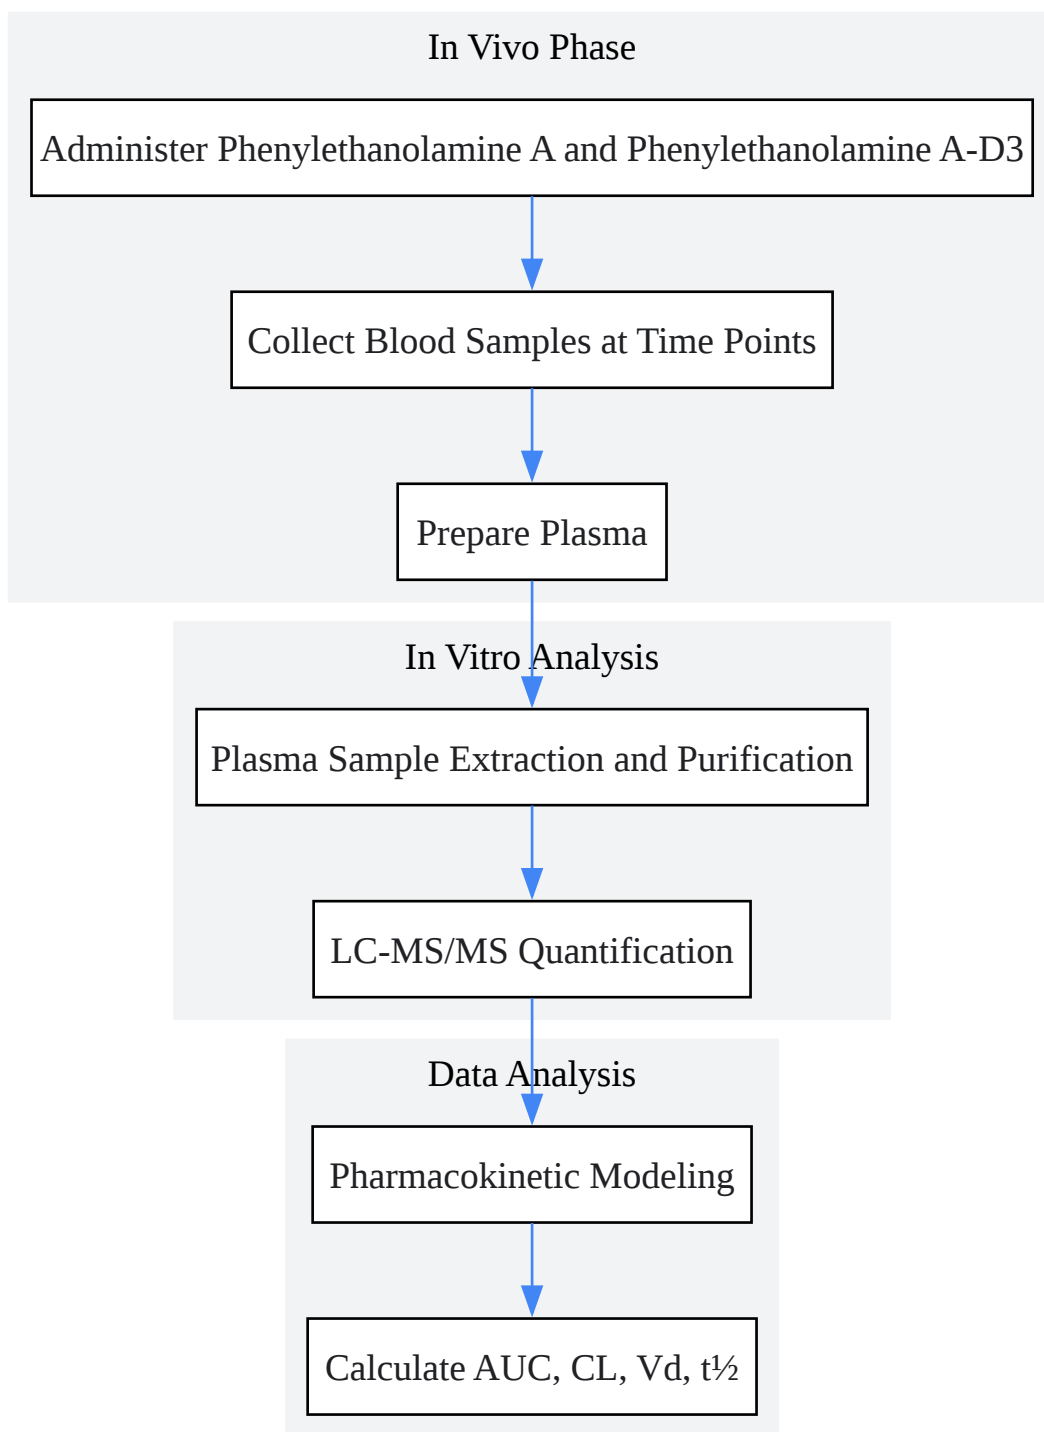 In Vivo Phase
Administer Phenylethanolamine A and Phenylethanolamine A-D3
Collect Blood Samples at Time Points
Prepare Plasma
In Vitro Analysis
Plasma Sample Extraction and Purification
LC-MS/MS Quantification
Data Analysis
Pharmacokinetic Modeling
Calculate AUC, CL, Vd, t½